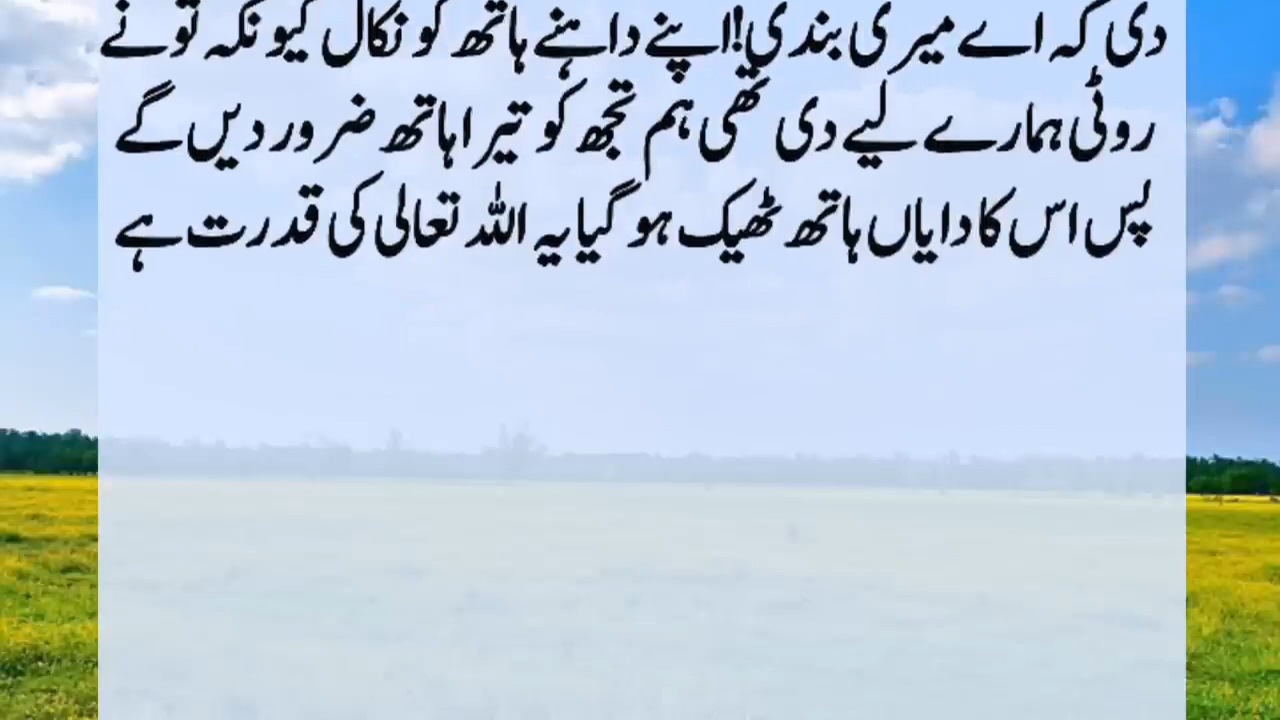 دی کہ اے میری بندی!اپنے داہنے ہاتھ کو نکال کیونکہ تونے
روٹی ہمارے لیے دی تھی ہم تجھ کو تیرا ہاتھ ضرور دیں گے
پس اس کا دایاں ہاتھ ٹھیک ہو گیا یہ اللہ تعالی کی قدرت ہے